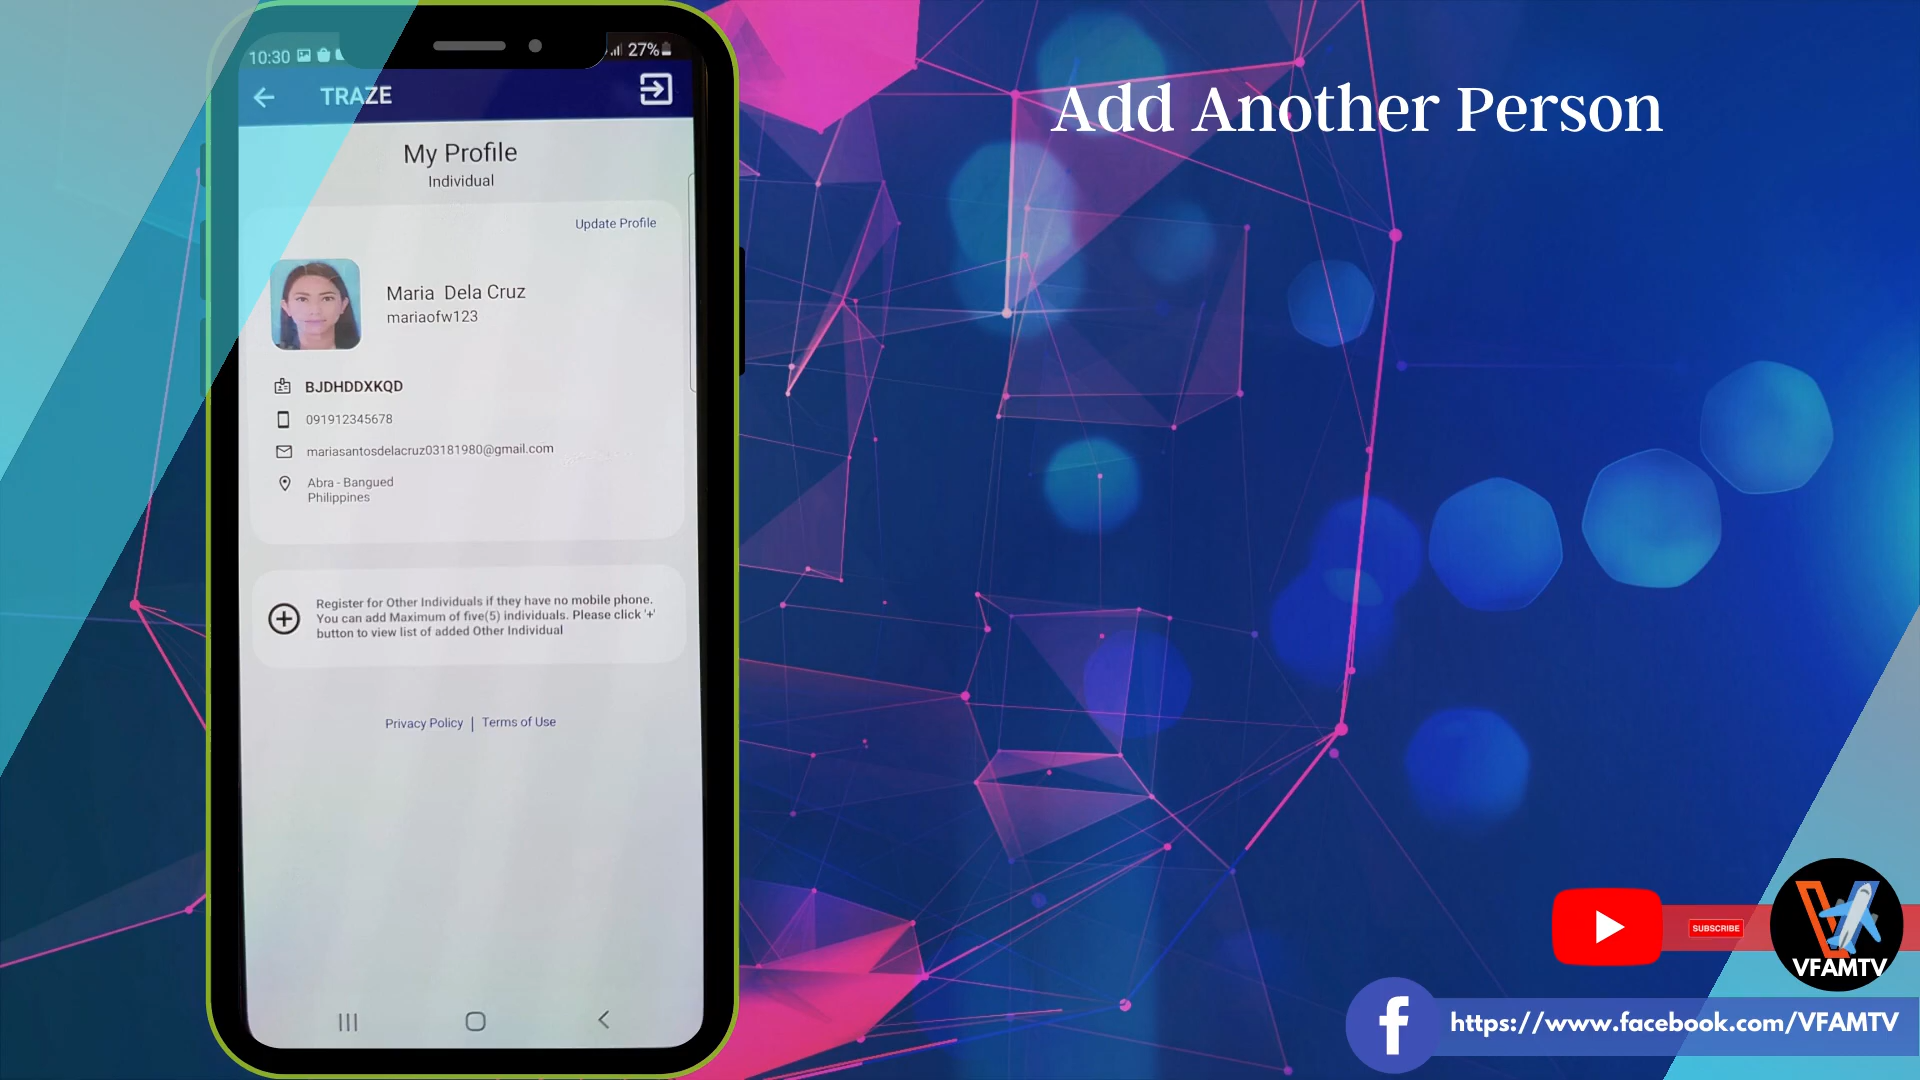 10:30
27%
TRAZE
My Profile
Individual
Update Profile
Maria Dela Cruz
mariaofw123
BJDHDDXKQD
091912345678
mariasantosdelacruz03181980@gmail.com
Abra - Bangued
Philippines
Register for Other Individuals if they have no mobile phone.
You can add Maximum of five(5) individuals. Please click '+'
button to view list of added Other Individual
Privacy Policy | Terms of Use
Add Another Person
SUBSCRIBE
VFAMTV
https://www.facebook.com/VFAMTV